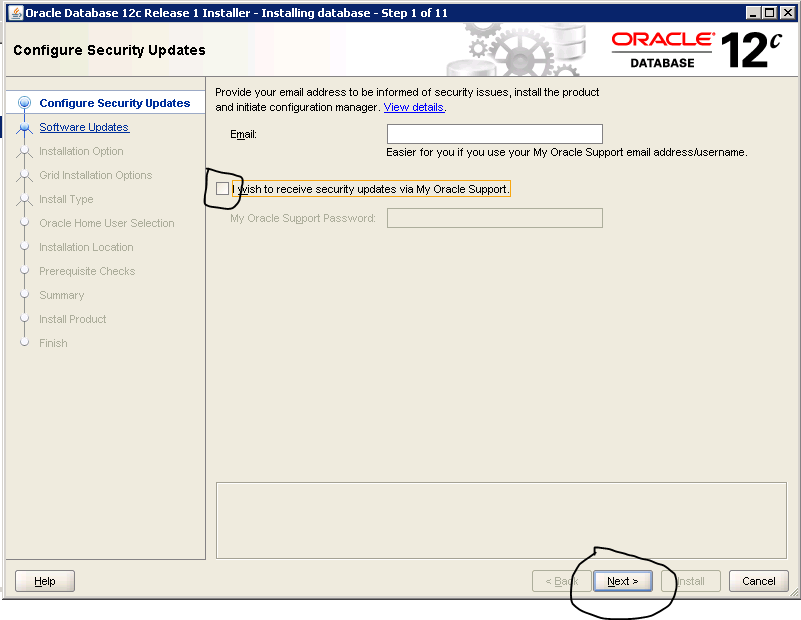 Oracle Database 12c Release 1 Installer - Installing database - Step 1 of 11
Configure Security Updates
ORACLE
DATABASE
12c
Configure Security Updates
Software Updates
Installation Option
Grid Installation Options
Install Type
Oracle Home User Selection
Installation Location
Prerequisite Checks
Summary
Install Product
Finish
Provide your email address to be informed of security issues, install the product
and initiate configuration manager. View details.
Email:
Easier for you if you use your My Oracle Support email address/username.
I wish to receive security updates via My Oracle Support.
My Oracle Support Password:
Help
< Back
Next >
Install
Cancel